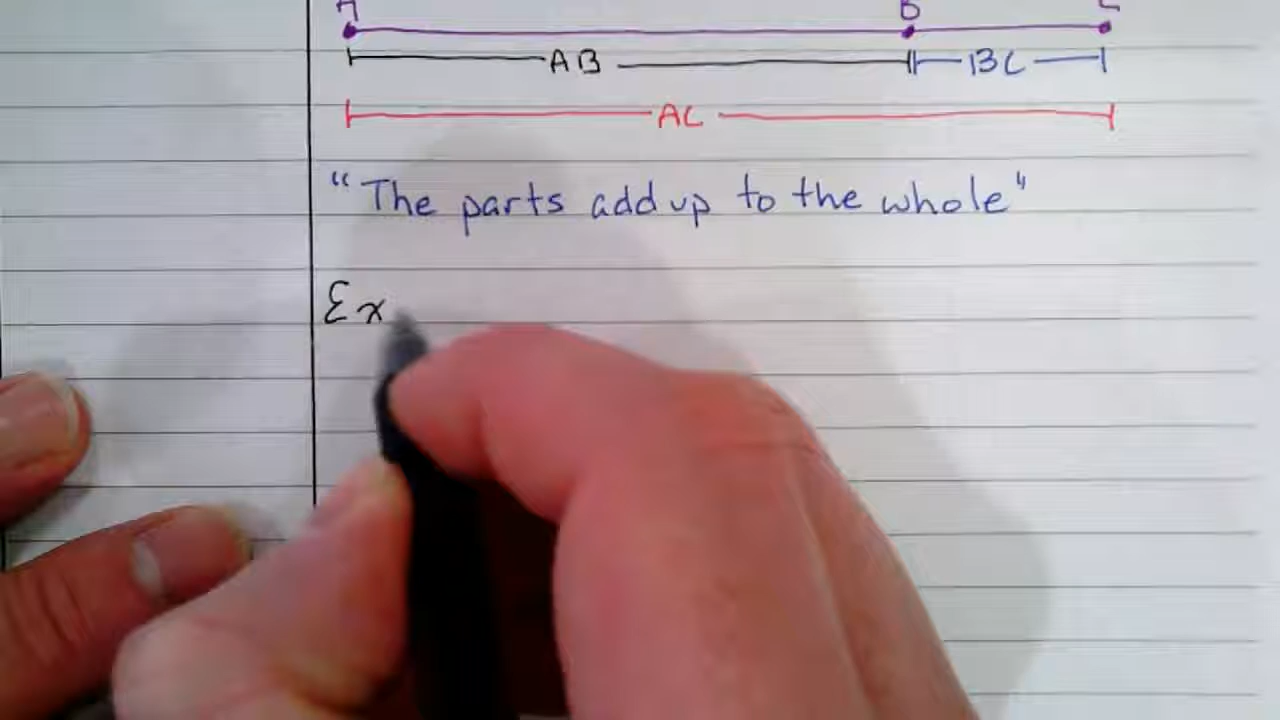 A B C
AB BC
AC
"The parts add up to the whole"
Ex